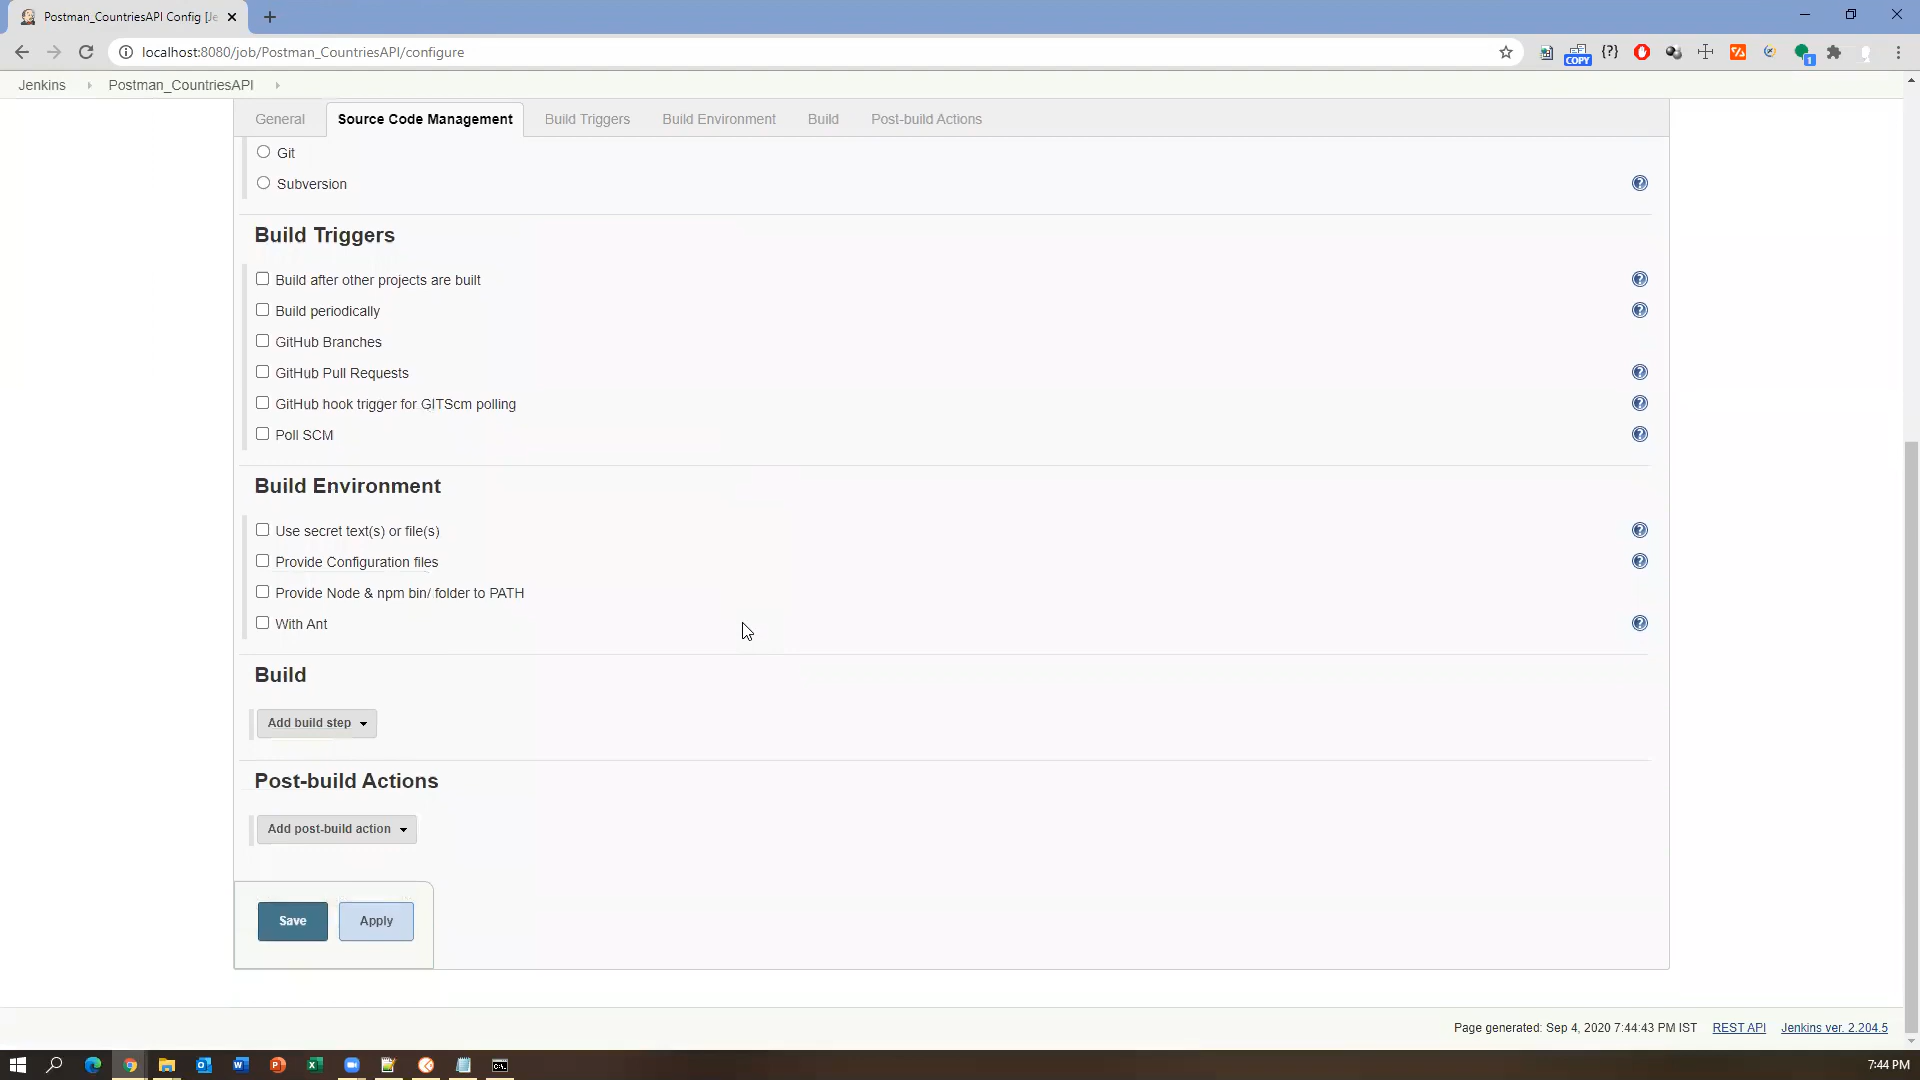 Postman_CountriesAPI Config [Je
localhost:8080/job/Postman_CountriesAPI/configure
COPY
{?}
1
Jenkins
Postman_CountriesAPI
General
Source Code Management
Build Triggers
Build Environment
Build
Post-build Actions
Git
Subversion
Build Triggers
Build after other projects are built
Build periodically
GitHub Branches
GitHub Pull Requests
GitHub hook trigger for GITScm polling
Poll SCM
Build Environment
Use secret text(s) or file(s)
Provide Configuration files
Provide Node & npm bin/ folder to PATH
With Ant
Build
Add build step
Post-build Actions
Add post-build action
Save
Apply
Page generated: Sep 4, 2020 7:44:43 PM IST
REST API
Jenkins ver. 2.204.5
7:44 PM